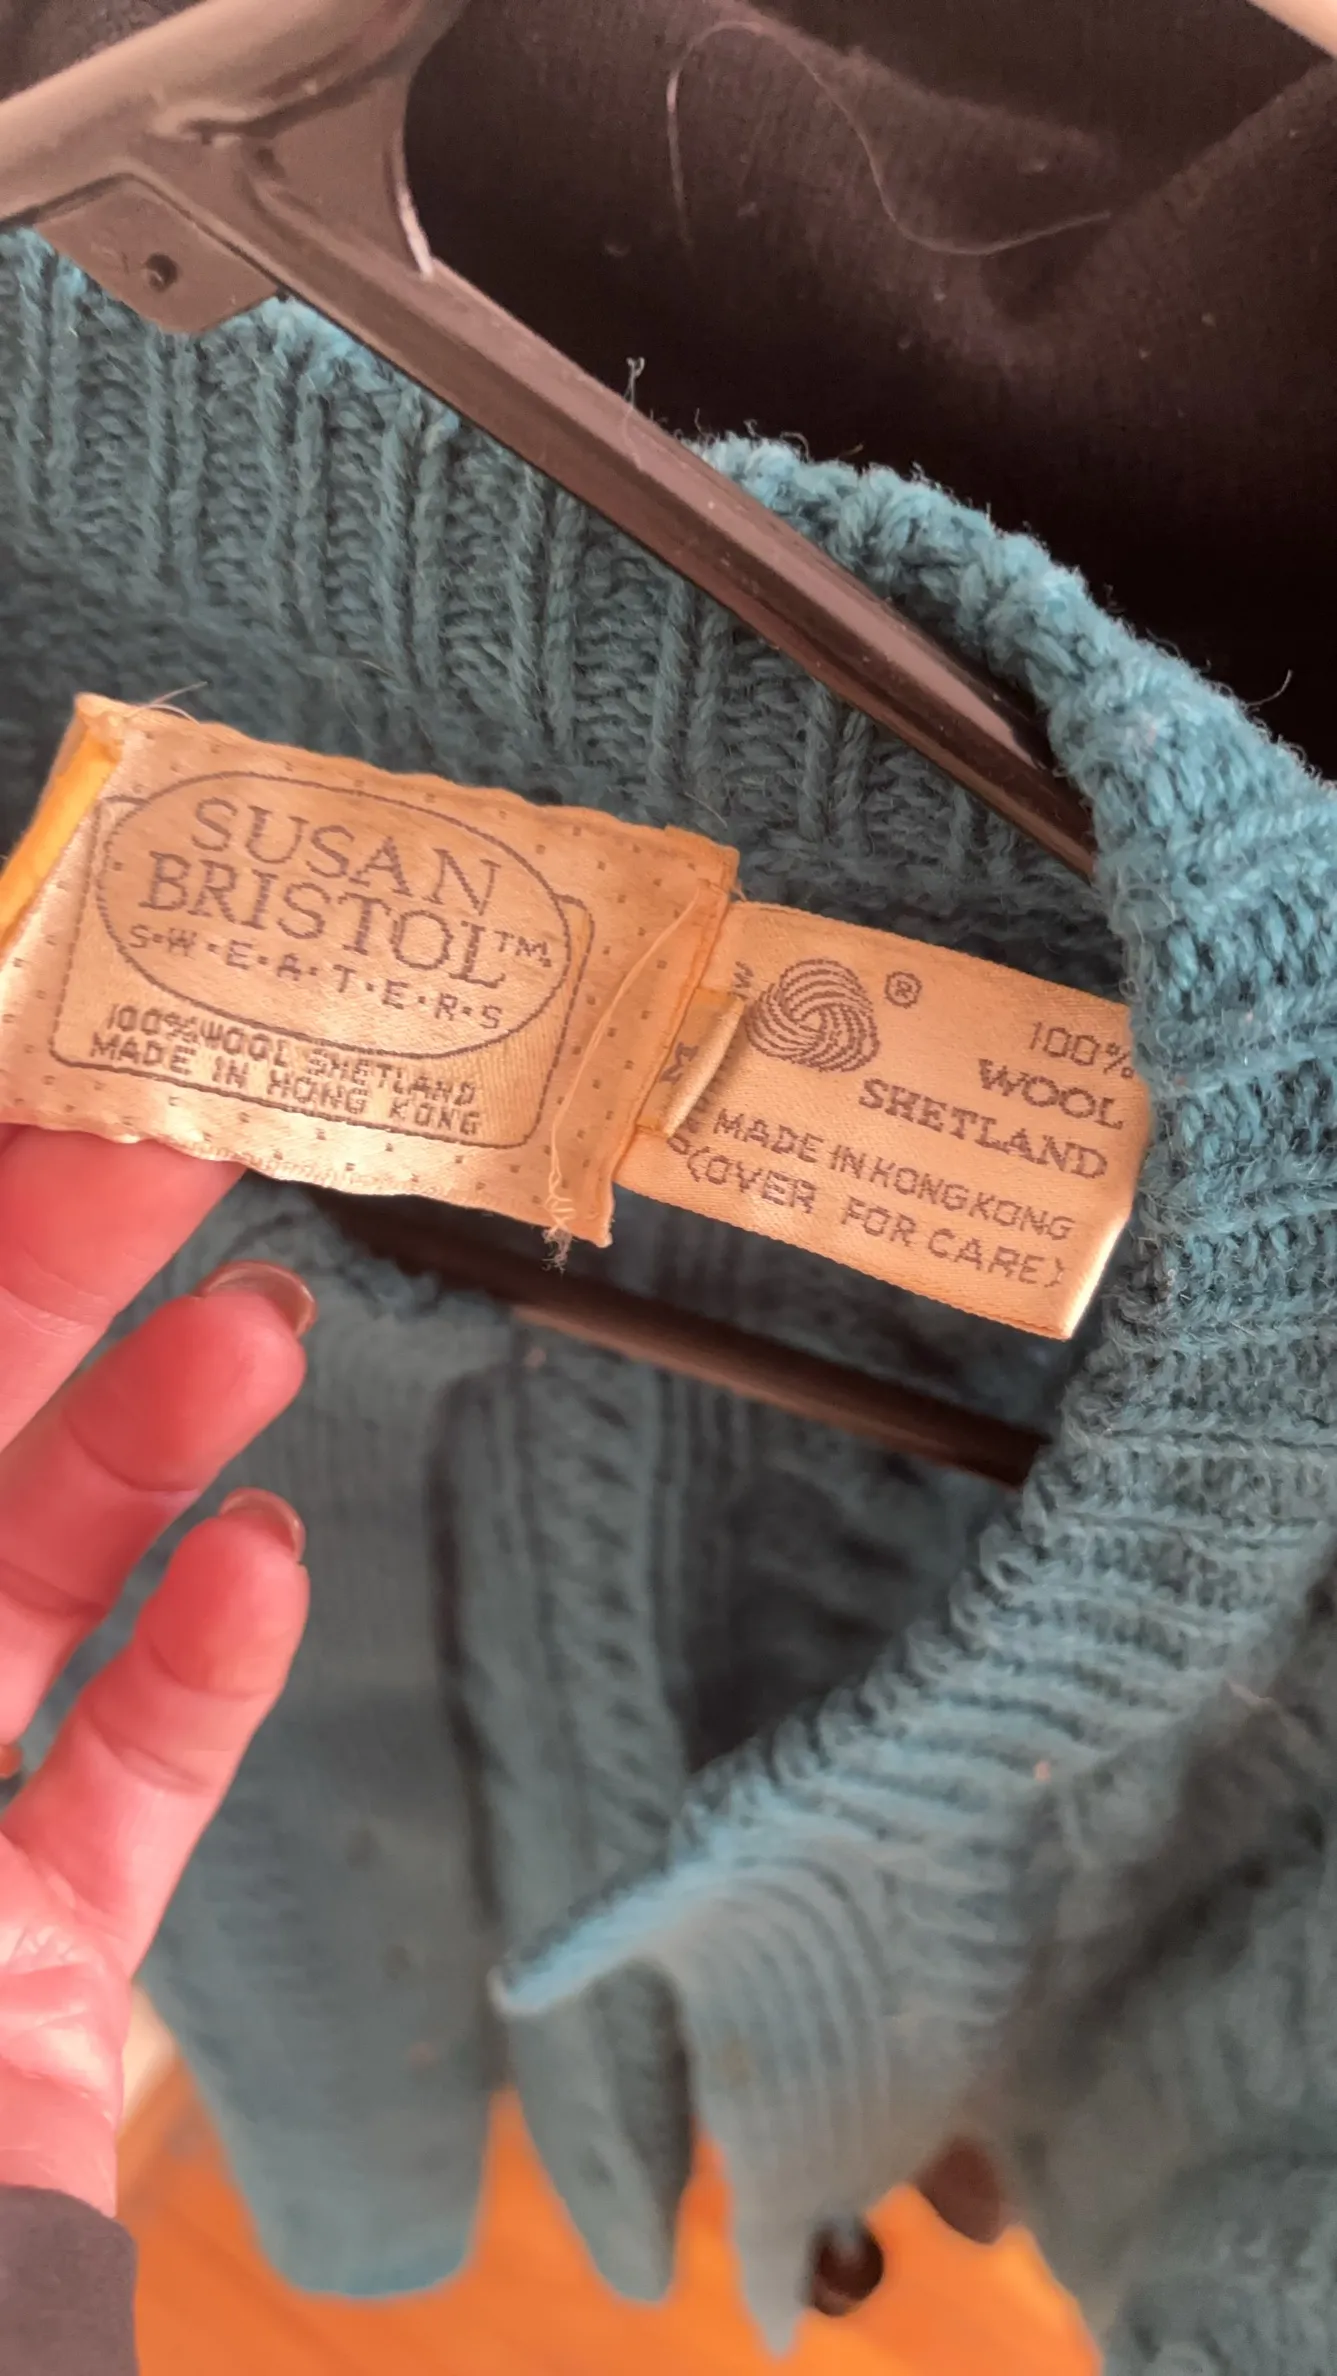 SUSAN
BRISTOL™
S·W·E·A·T·E·R·S
100% WOOL SHETLAND
MADE IN HONG KONG
M
®
100%
WOOL
SHETLAND
MADE IN HONG KONG
(OVER FOR CARE)